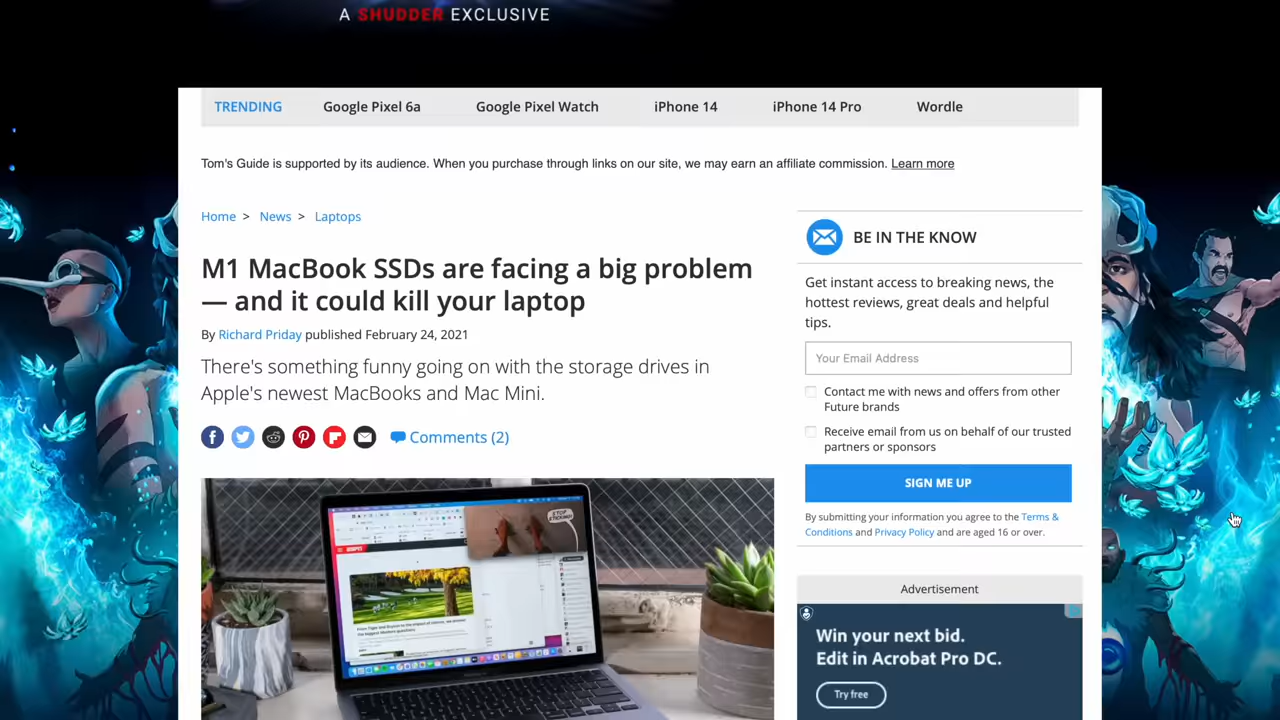 A SHUDDER EXCLUSIVE
TRENDING Google Pixel 6a Google Pixel Watch iPhone 14 iPhone 14 Pro Wordle
Tom's Guide is supported by its audience. When you purchase through links on our site, we may earn an affiliate commission. Learn more
Home > News > Laptops
M1 MacBook SSDs are facing a big problem
— and it could kill your laptop
By Richard Priday published February 24, 2021
There's something funny going on with the storage drives in
Apple's newest MacBooks and Mac Mini.
Comments (2)
STOP
STICKING!
BE IN THE KNOW
Get instant access to breaking news, the
hottest reviews, great deals and helpful
tips.
Your Email Address
Contact me with news and offers from other
Future brands
Receive email from us on behalf of our trusted
partners or sponsors
SIGN ME UP
By submitting your information you agree to the Terms &
Conditions and Privacy Policy and are aged 16 or over.
Advertisement
Win your next bid.
Edit in Acrobat Pro DC.
Try free